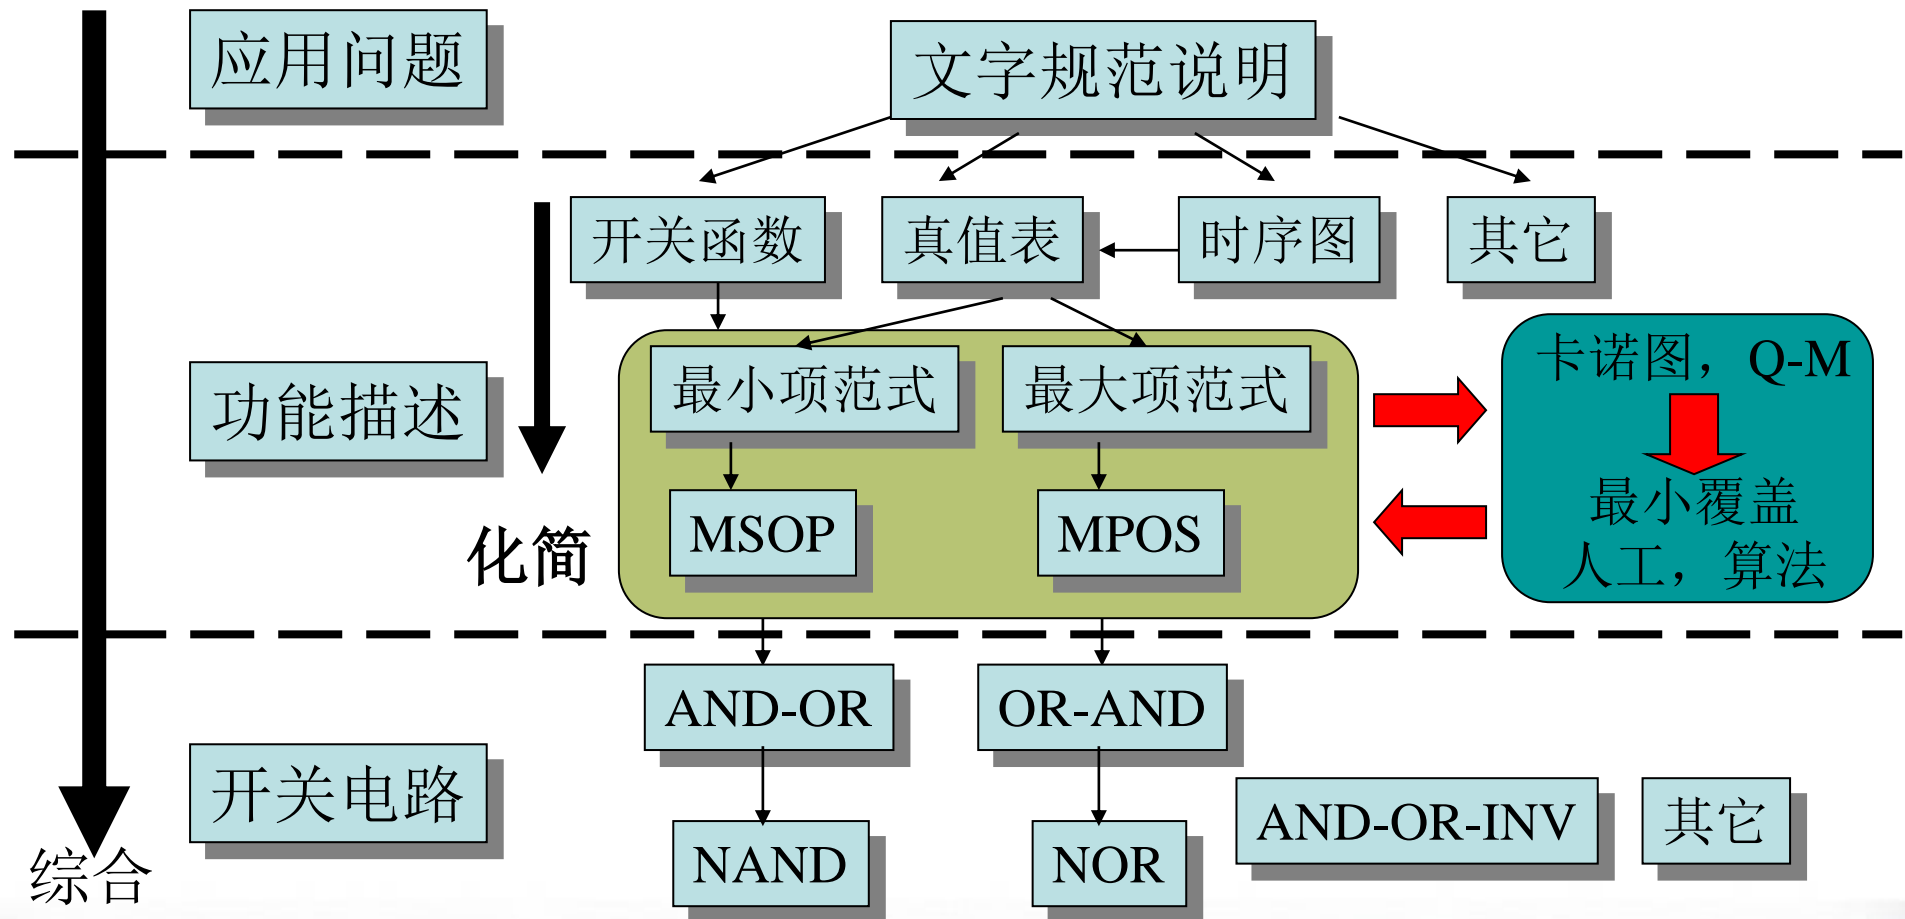 应用问题
文字规范说明
开关函数
真值表
时序图
其它
功能描述
最小项范式
最大项范式
卡诺图，Q-M
MSOP
MPOS
最小覆盖
人工，算法
化简
AND-OR
OR-AND
开关电路
AND-OR-INV
其它
NAND
NOR
综合